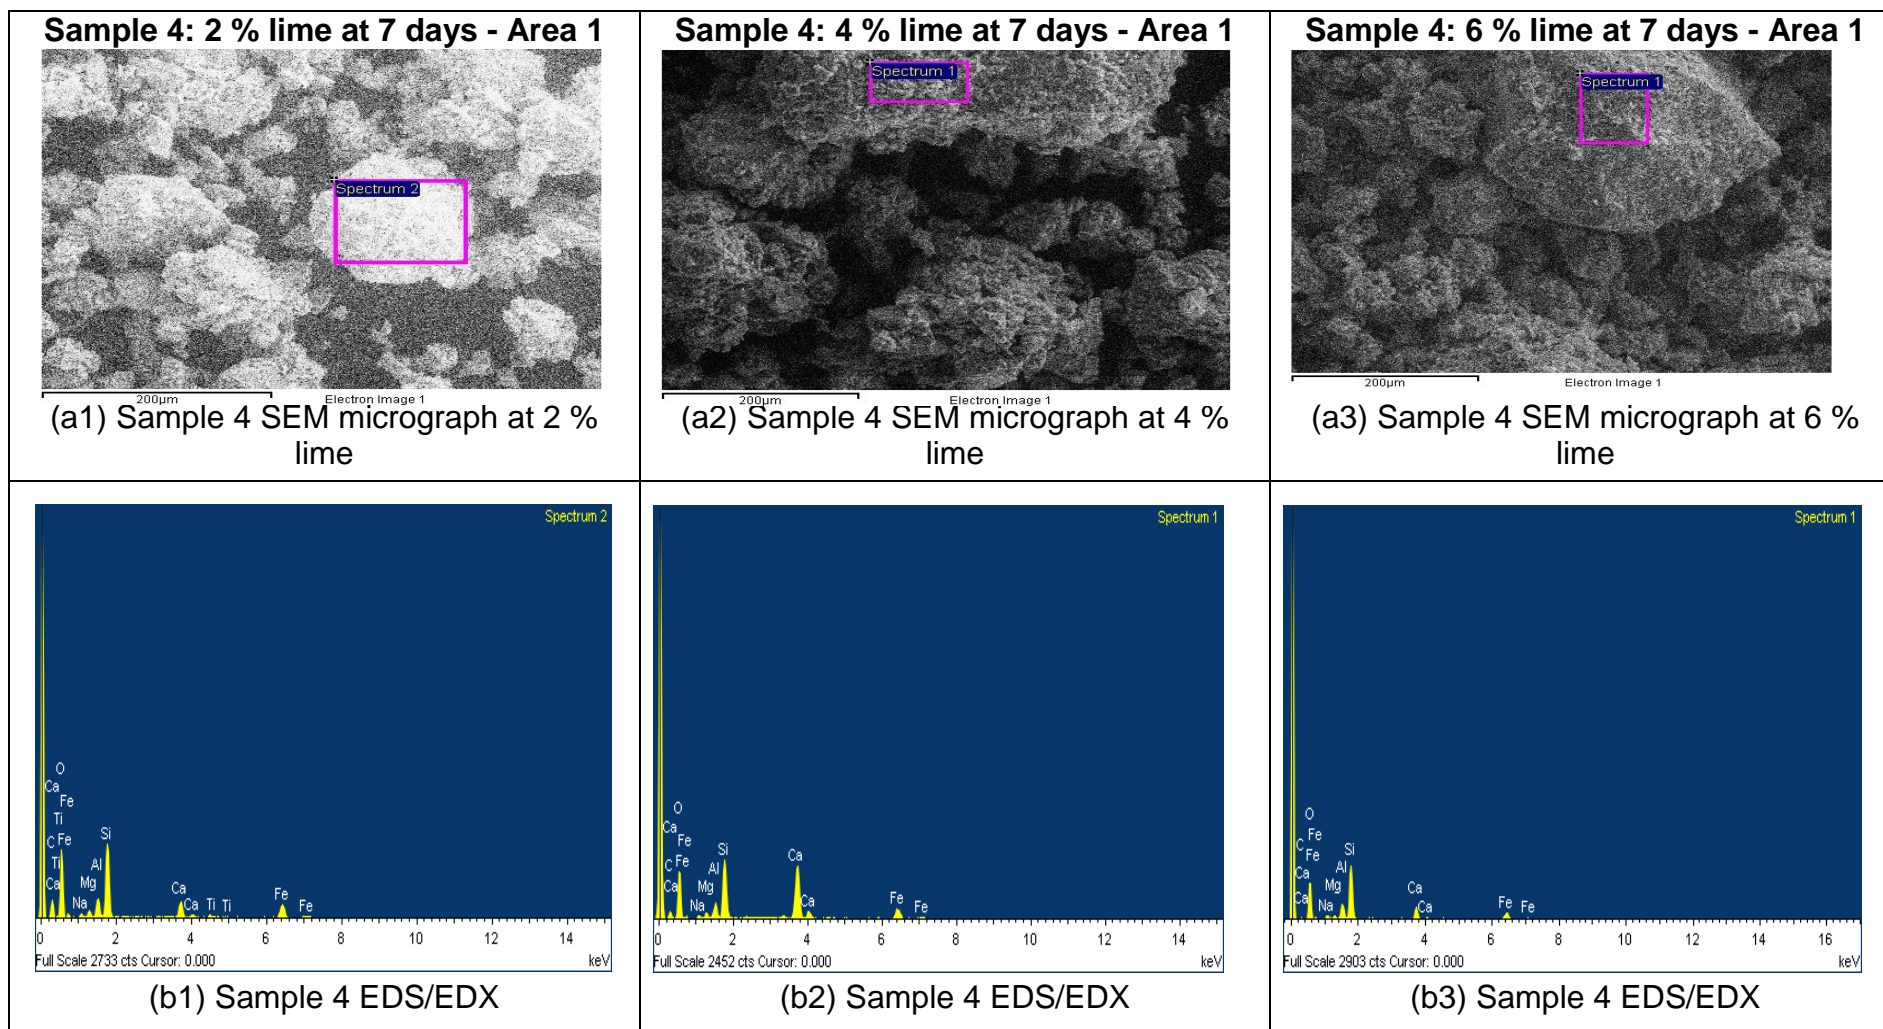 Sample 4: 2 % lime at 7 days - Area 1
Spectrum 2
200µm
Electron Image 1
(a1) Sample 4 SEM micrograph at 2 %
lime
Sample 4: 4 % lime at 7 days - Area 1
Spectrum 1
200µm
Electron Image 1
(a2) Sample 4 SEM micrograph at 4 %
lime
Sample 4: 6 % lime at 7 days - Area 1
Spectrum 1
200µm
Electron Image 1
(a3) Sample 4 SEM micrograph at 6 %
lime
Spectrum 2
O
Ca
Fe
Ti
C Fe Si
Ti Al
Ca Mg Ca Fe
Na Ca Ti Ti Fe
0 2 4 6 8 10 12 14
Full Scale 2733 cts Cursor: 0.000 keV
(b1) Sample 4 EDS/EDX
Spectrum 1
O
Ca
Fe Si Ca
C Fe Al
Ca Mg Fe
Na Ca Fe
0 2 4 6 8 10 12 14
Full Scale 2452 cts Cursor: 0.000 keV
(b2) Sample 4 EDS/EDX
Spectrum 1
O
Fe
C Si
Fe
Ca Al
Mg Ca
Ca Na Ca Fe Fe
0 2 4 6 8 10 12 14 16
Full Scale 2903 cts Cursor: 0.000 keV
(b3) Sample 4 EDS/EDX